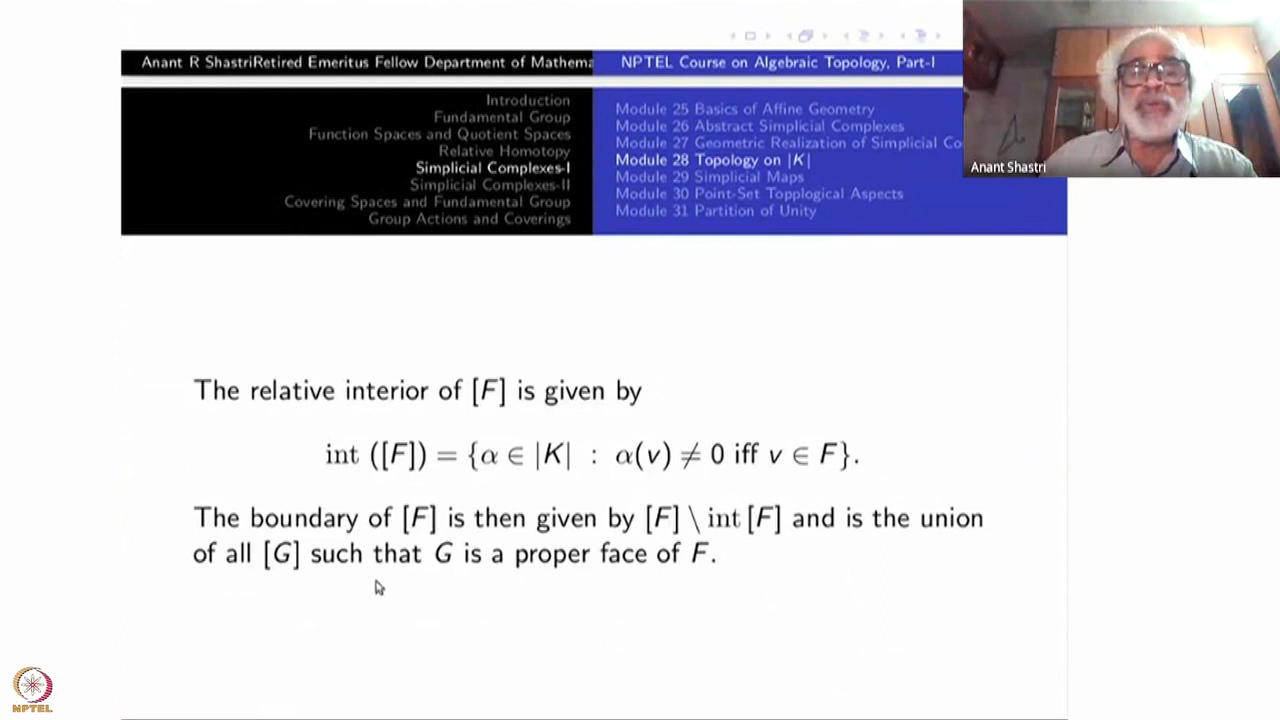 Anant R ShastriRetired Emeritus Fellow Department of Mathema
NPTEL Course on Algebraic Topology, Part-I
Introduction
Fundamental Group
Function Spaces and Quotient Spaces
Relative Homotopy
Simplicial Complexes-I
Simplicial Complexes-II
Covering Spaces and Fundamental Group
Group Actions and Coverings
Module 25 Basics of Affine Geometry
Module 26 Abstract Simplicial Complexes
Module 27 Geometric Realization of Simplicial Co
Module 28 Topology on |K|
Module 29 Simplicial Maps
Module 30 Point-Set Topplogical Aspects
Module 31 Partition of Unity
Anant Shastri
The relative interior of [F] is given by
int ([F]) = {α ∈ |K| : α(v) ≠ 0 iff v ∈ F}.
The boundary of [F] is then given by [F] \ int [F] and is the union
of all [G] such that G is a proper face of F.
NPTEL